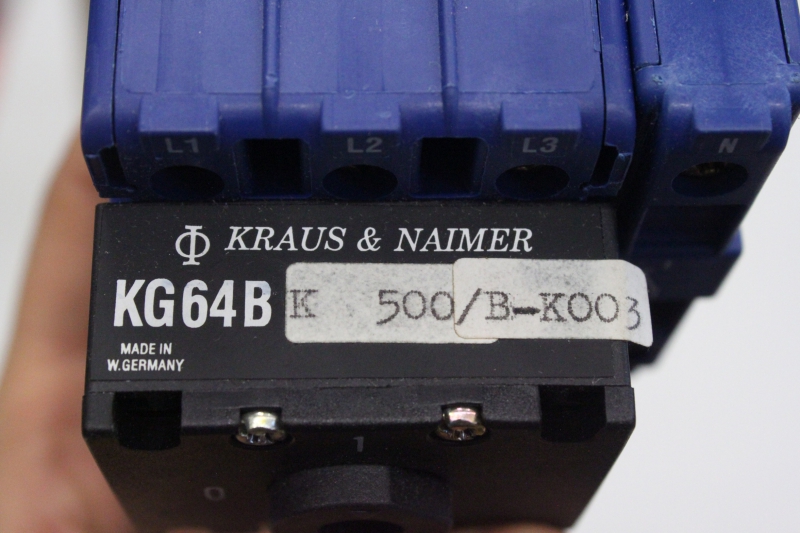 L1 L2 L3 N
KRAUS & NAIMER
KG64B K 500/B-K003
MADE IN
W.GERMANY
1
0